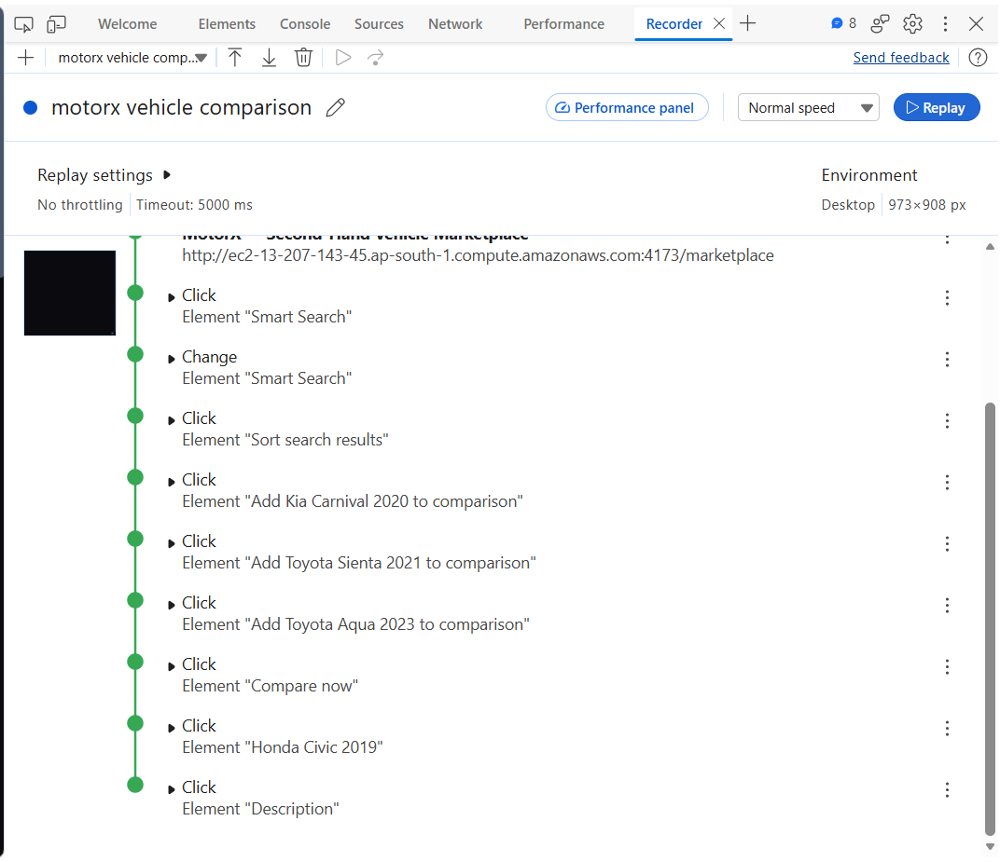 Welcome
Elements
Console
Sources
Network
Performance
Recorder
8
motorx vehicle comp...
Send feedback
motorx vehicle comparison
Performance panel
Normal speed
Replay
Replay settings
Environment
No throttling
Timeout: 5000 ms
Desktop
973×908 px
MotorX — Second-Hand Vehicle Marketplace
http://ec2-13-207-143-45.ap-south-1.compute.amazonaws.com:4173/marketplace
Click
Element "Smart Search"
Change
Element "Smart Search"
Click
Element "Sort search results"
Click
Element "Add Kia Carnival 2020 to comparison"
Click
Element "Add Toyota Sienta 2021 to comparison"
Click
Element "Add Toyota Aqua 2023 to comparison"
Click
Element "Compare now"
Click
Element "Honda Civic 2019"
Click
Element "Description"